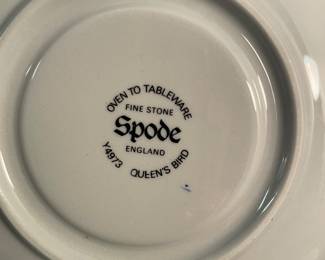 OVEN TO TABLEWARE
FINE STONE
Spode
ENGLAND
Y4973 QUEEN'S BIRD